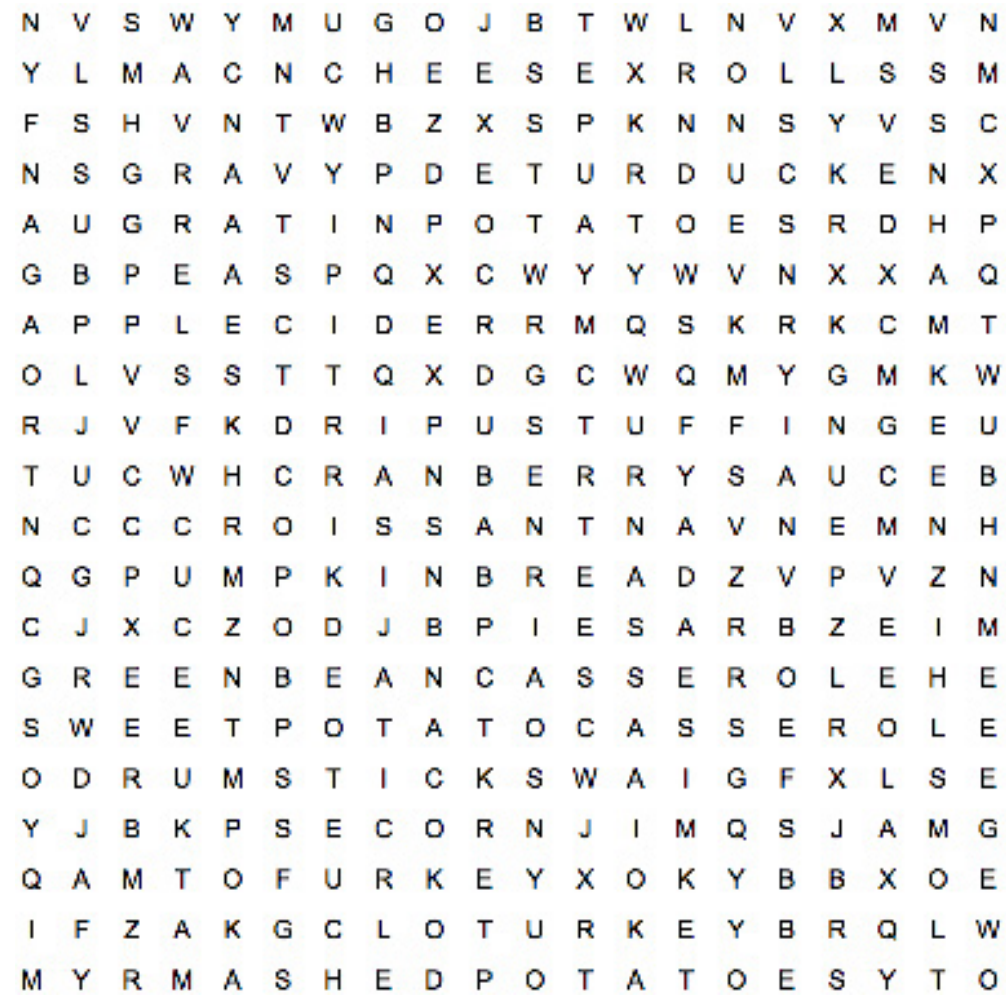 N V S W Y M U G O J B T W L N V X M V N
Y L M A C N C H E E S E X R O L L S S M
F S H V N T W B Z X S P K N N S Y V S C
N S G R A V Y P D E T U R D U C K E N X
A U G R A T I N P O T A T O E S R D H P
G B P E A S P Q X C W Y Y W V N X X A Q
A P P L E C I D E R R M Q S K R K C M T
O L V S S T T Q X D G C W Q M Y G M K W
R J V F K D R I P U S T U F F I N G E U
T U C W H C R A N B E R R Y S A U C E B
N C C C R O I S S A N T N A V N E M N H
Q G P U M P K I N B R E A D Z V P V Z N
C J X C Z O D J B P I E S A R B Z E I M
G R E E N B E A N C A S S E R O L E H E
S W E E T P O T A T O C A S S E R O L E
O D R U M S T I C K S W A I G F X L S E
Y J B K P S E C O R N J I M Q S J A M G
Q A M T O F U R K E Y X O K Y B B X O E
I F Z A K G C L O T U R K E Y B R Q L W
M Y R M A S H E D P O T A T O E S Y T O